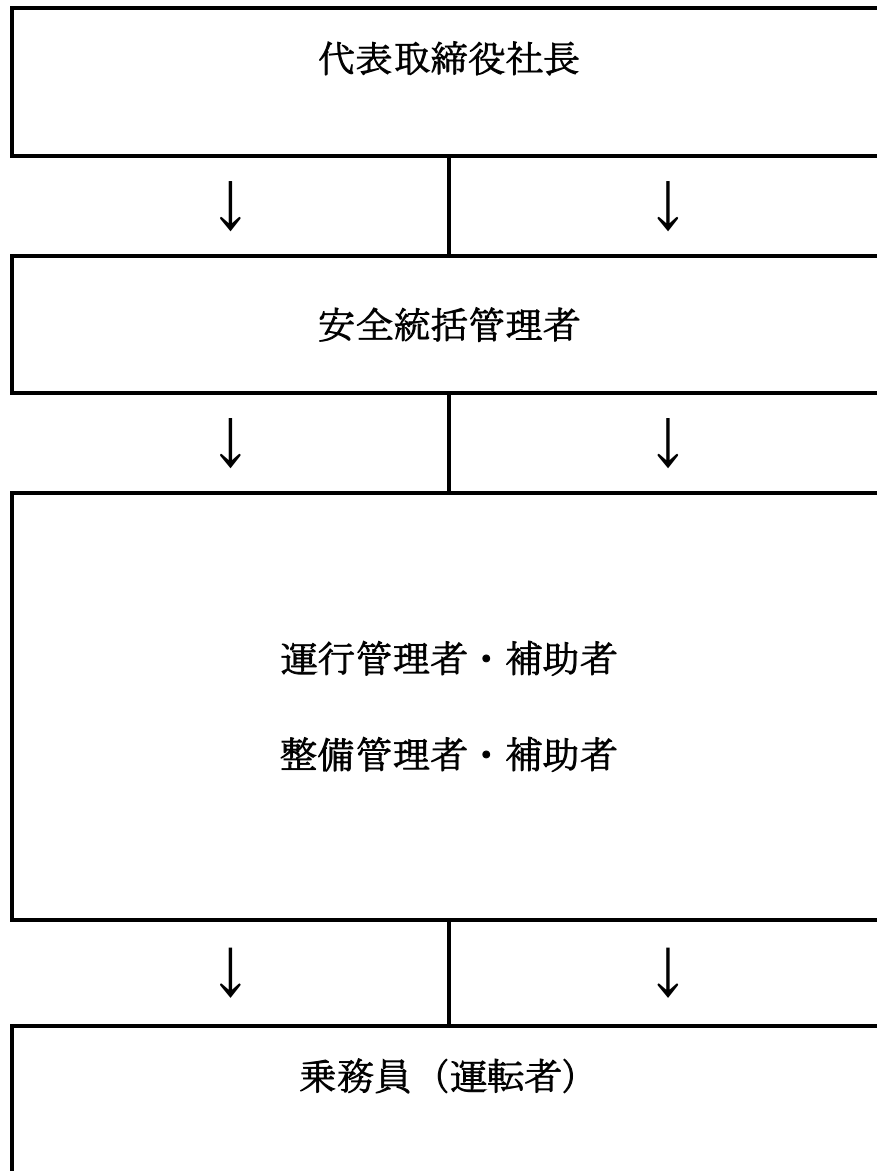 代表取締役社長
↓ ↓
安全統括管理者
↓ ↓
運行管理者・補助者
整備管理者・補助者
↓ ↓
乗務員（運転者）